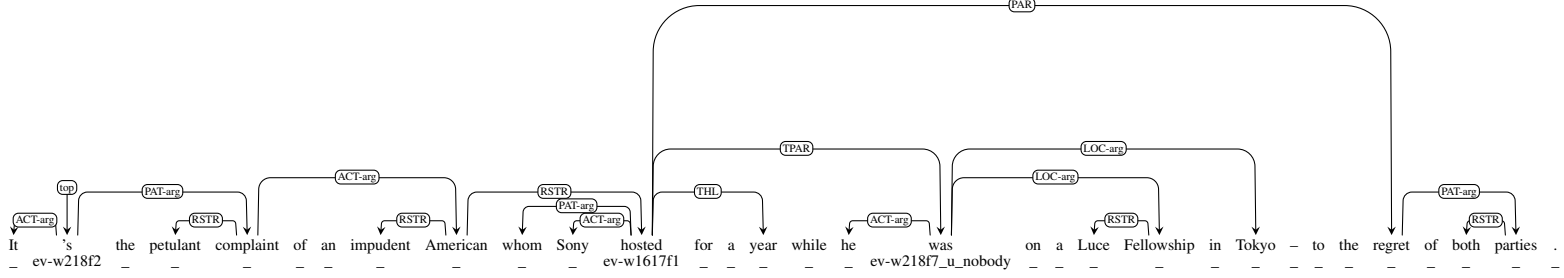 PAR
TPAR LOC-arg
ACT-arg LOC-arg
top PAT-arg RSTR THL PAT-arg
PAT-arg
ACT-arg RSTR RSTR ACT-arg ACT-arg RSTR RSTR
It 's the petulant complaint of an impudent American whom Sony hosted for a year while he was on a Luce Fellowship in Tokyo – to the regret of both parties .
_ ev-w218f2 _ _ _ _ _ _ _ _ _ ev-w1617f1 _ _ _ _ _ ev-w218f7_u_nobody _ _ _ _ _ _ _ _ _ _ _ _ _ _